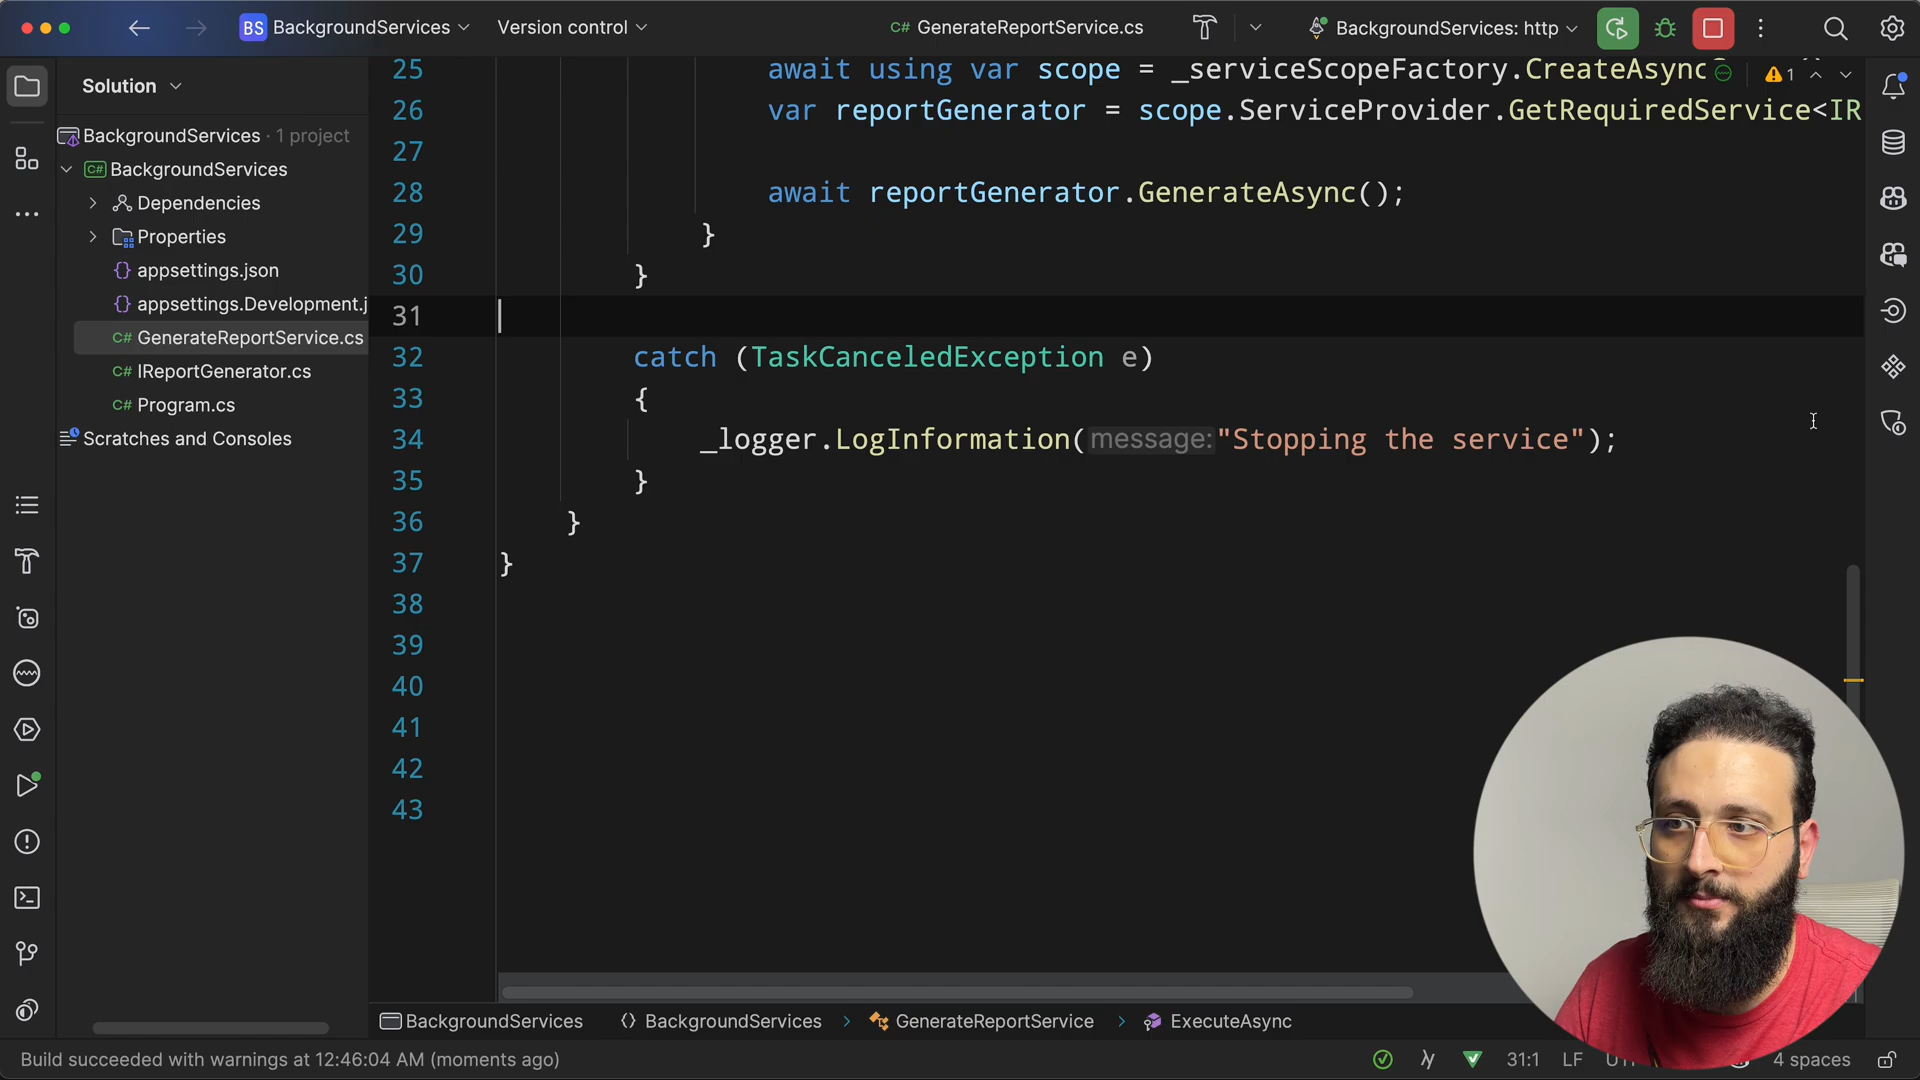 BS BackgroundServices
Version control
C# GenerateReportService.cs
BackgroundServices: http
Solution
BackgroundServices · 1 project
C# BackgroundServices
Dependencies
Properties
{} appsettings.json
{} appsettings.Development.j
C# GenerateReportService.cs
C# IReportGenerator.cs
C# Program.cs
Scratches and Consoles
25 await using var scope = _serviceScopeFactory.CreateAsync
1
26 var reportGenerator = scope.ServiceProvider.GetRequiredService<IR
27
28 await reportGenerator.GenerateAsync();
29 }
30 }
31
32 catch (TaskCanceledException e)
33 {
34 _logger.LogInformation(message:"Stopping the service");
35 }
36 }
37 }
38
39
40
41
42
43
BackgroundServices
BackgroundServices › GenerateReportService › ExecuteAsync
Build succeeded with warnings at 12:46:04 AM (moments ago)
31:1
LF
4 spaces